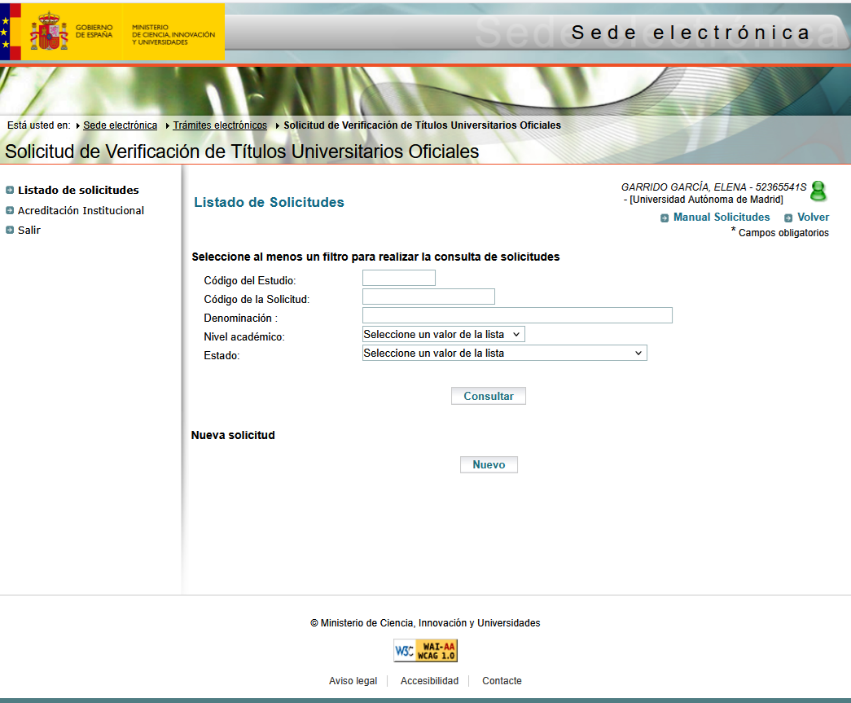 GOBIERNO
DE ESPAÑA
MINISTERIO
DE CIENCIA, INNOVACIÓN
Y UNIVERSIDADES
Sede electrónica
Está usted en: Sede electrónica Trámites electrónicos Solicitud de Verificación de Títulos Universitarios Oficiales
Solicitud de Verificación de Títulos Universitarios Oficiales
Listado de solicitudes
Acreditación Institucional
Salir
GARRIDO GARCÍA, ELENA - 52365541S
- [Universidad Autónoma de Madrid]
Listado de Solicitudes
Manual Solicitudes Volver
* Campos obligatorios
Seleccione al menos un filtro para realizar la consulta de solicitudes
Código del Estudio:
Código de la Solicitud:
Denominación :
Nivel académico: Seleccione un valor de la lista
Estado: Seleccione un valor de la lista
Consultar
Nueva solicitud
Nuevo
© Ministerio de Ciencia, Innovación y Universidades
W3C WAI-AA
WCAG 1.0
Aviso legal Accesibilidad Contacte